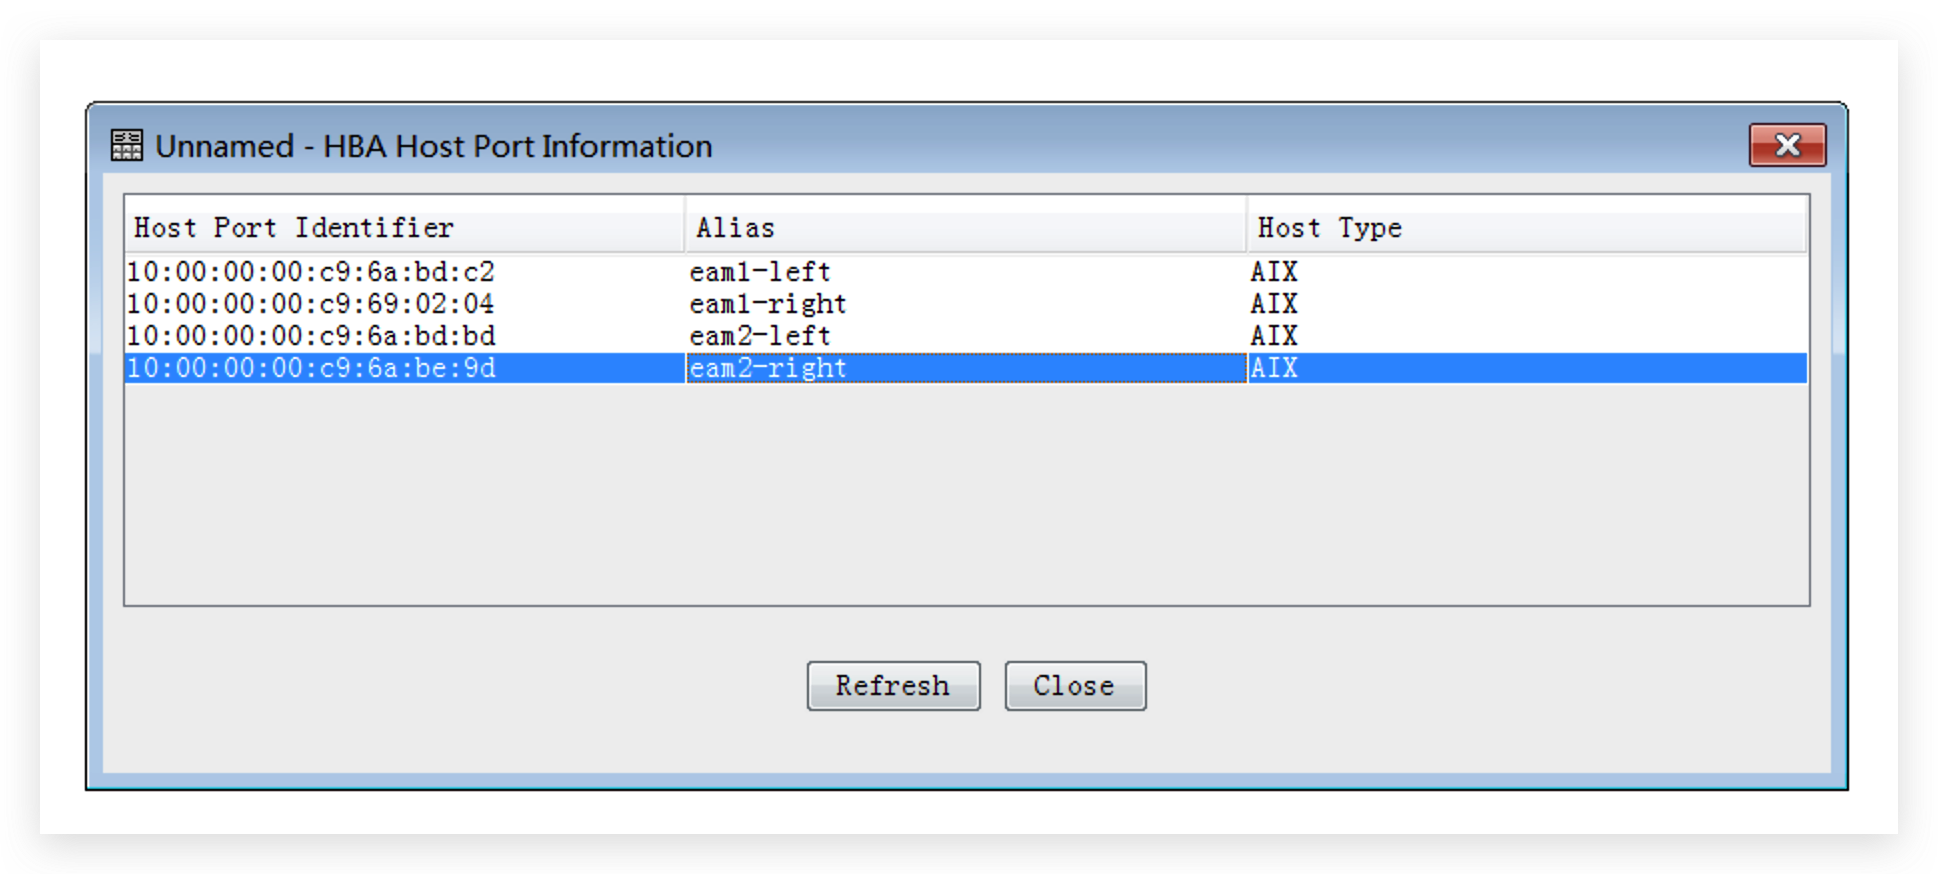 Unnamed - HBA Host Port Information
Host Port Identifier Alias Host Type
10:00:00:00:c9:6a:bd:c2 eam1-left AIX
10:00:00:00:c9:69:02:04 eam1-right AIX
10:00:00:00:c9:6a:bd:bd eam2-left AIX
10:00:00:00:c9:6a:be:9d eam2-right AIX
Refresh Close